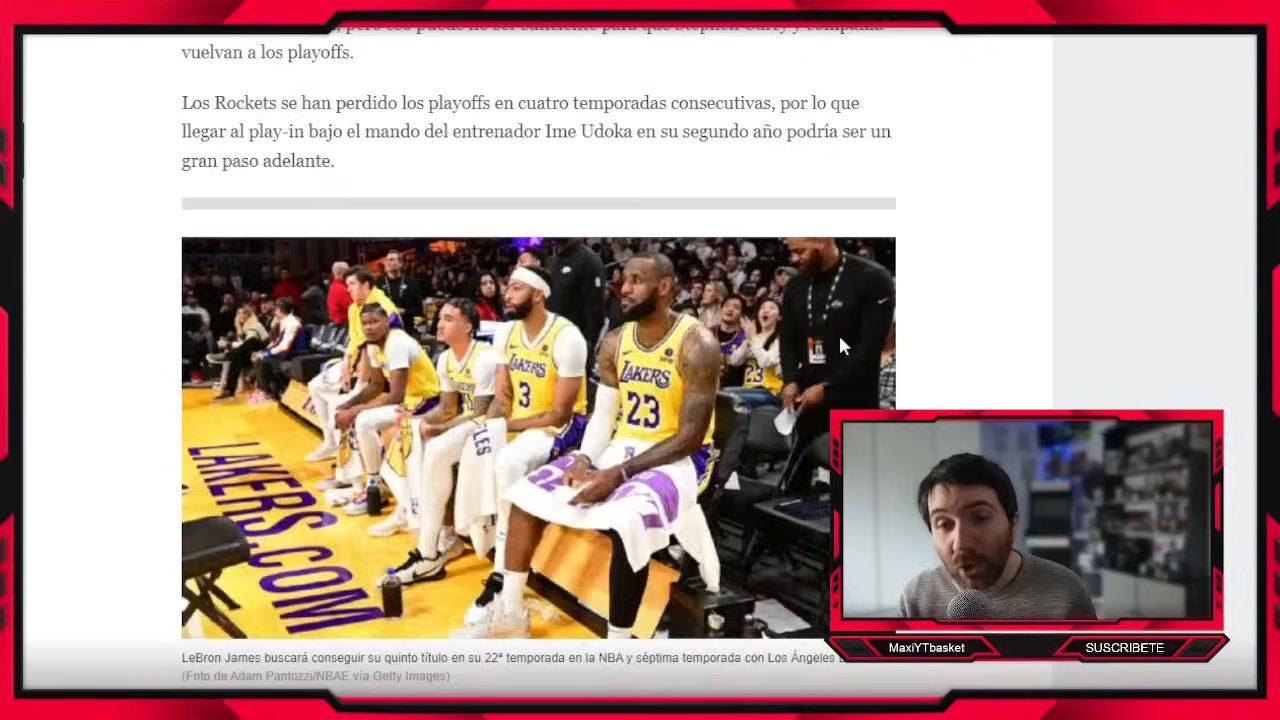 vuelvan a los playoffs.
Los Rockets se han perdido los playoffs en cuatro temporadas consecutivas, por lo que
llegar al play-in bajo el mando del entrenador Ime Udoka en su segundo año podría ser un
gran paso adelante.
LAKERS
3
LAKERS
23
23
LAKERS.COM
LeBron James buscará conseguir su quinto título en su 22ª temporada en la NBA y séptima temporada con Los Ángeles
(Foto de Adam Pantozzi/NBAE vía Getty Images)
MaxiYTbasket
SUSCRIBETE